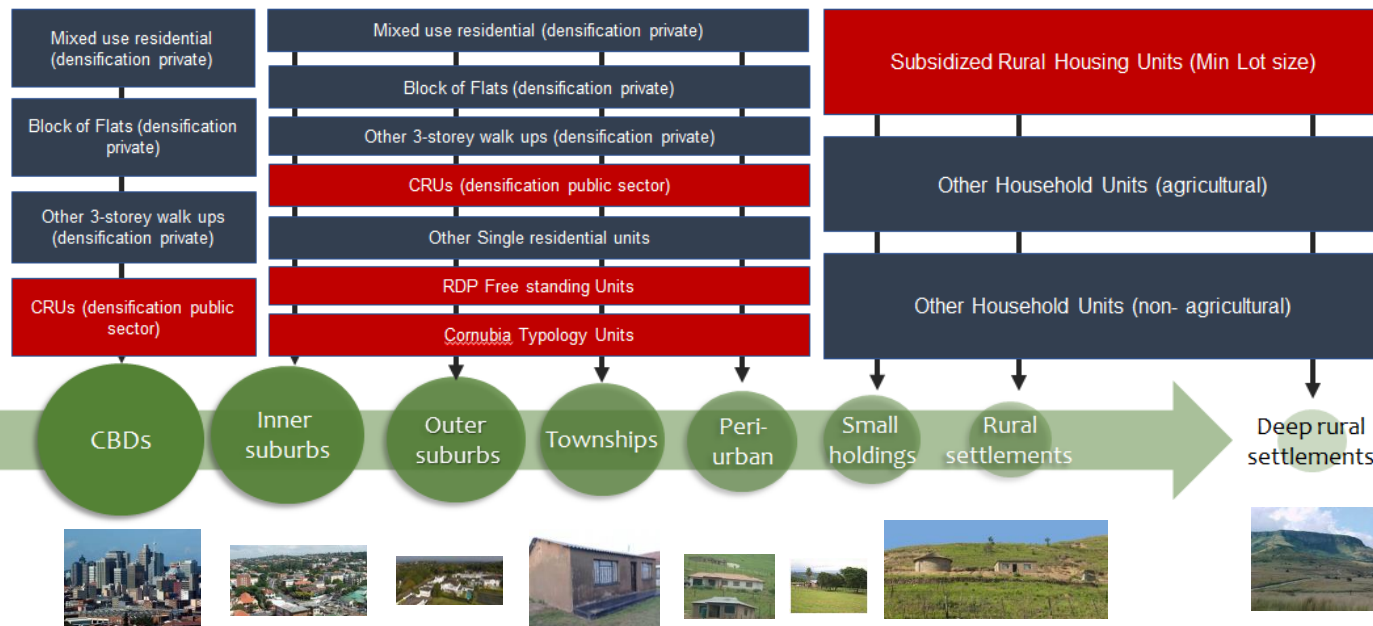 Mixed use residential
(densification private)
Block of Flats (densification
private)
Other 3-storey walk ups
(densification private)
CRUs (densification public
sector)
Mixed use residential (densification private)
Block of Flats (densification private)
Other 3-storey walk ups (densification private)
CRUs (densification public sector)
Other Single residential units
RDP Free standing Units
Cornubia Typology Units
Subsidized Rural Housing Units (Min Lot size)
Other Household Units (agricultural)
Other Household Units (non- agricultural)
CBDs
Inner
suburbs
Outer
suburbs
Townships
Peri-
urban
Small
holdings
Rural
settlements
Deep rural
settlements